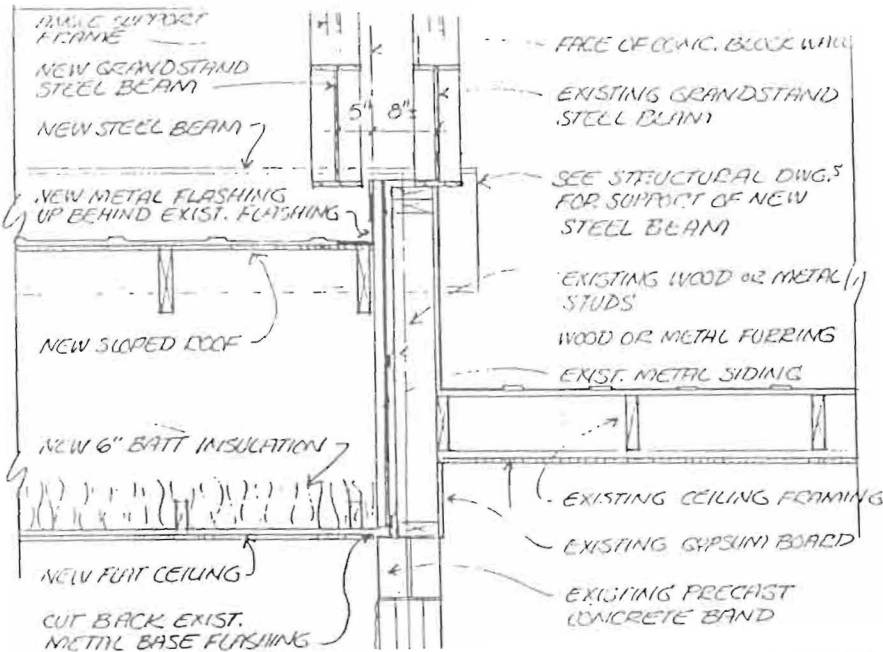 ANGLE SUPPORT
FRAME
NEW GRANDSTAND
STEEL BEAM
NEW STEEL BEAM
NEW METAL FLASHING
UP BEHIND EXIST. FLASHING
NEW SLOPED ROOF
NEW 6" BATT INSULATION
NEW FLAT CEILING
CUT BACK EXIST.
METAL BASE FLASHING
5" 8"±
FACE OF CONC. BLOCK WALL
EXISTING GRANDSTAND
STEEL BEAM
SEE STRUCTURAL DWG.S
FOR SUPPORT OF NEW
STEEL BEAM
EXISTING WOOD OR METAL
STUDS
WOOD OR METAL FURRING
EXIST. METAL SIDING
EXISTING CEILING FRAMING
EXISTING GYPSUM BOARD
EXISTING PRECAST
CONCRETE BAND